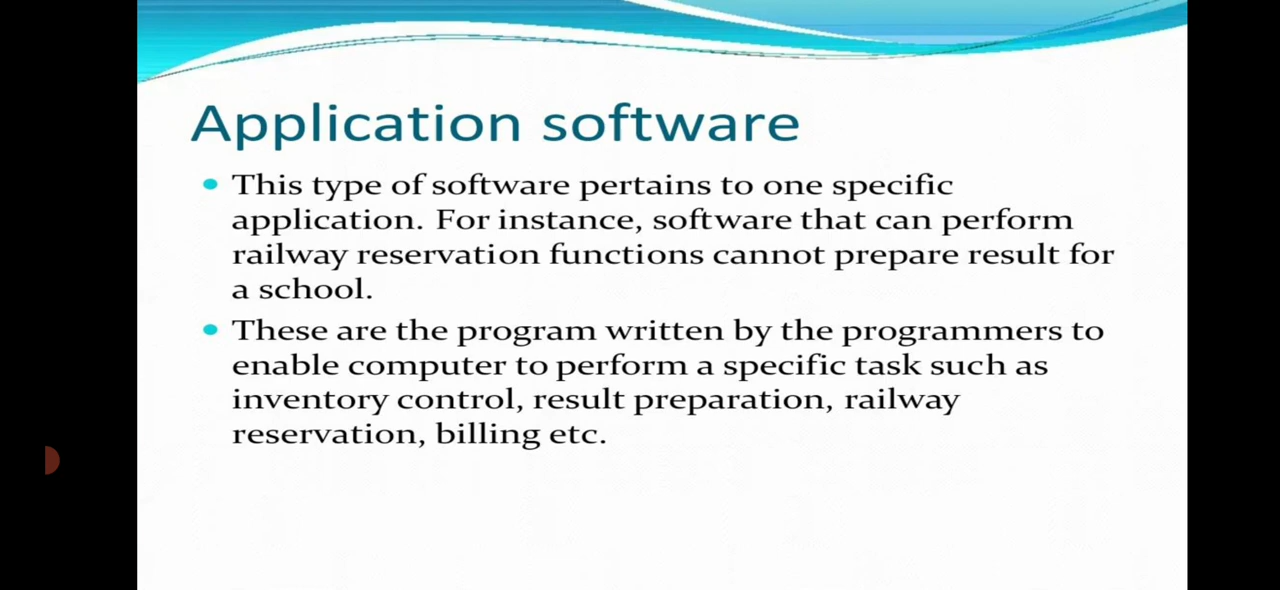 Application software
• This type of software pertains to one specific
application. For instance, software that can perform
railway reservation functions cannot prepare result for
a school.
• These are the program written by the programmers to
enable computer to perform a specific task such as
inventory control, result preparation, railway
reservation, billing etc.